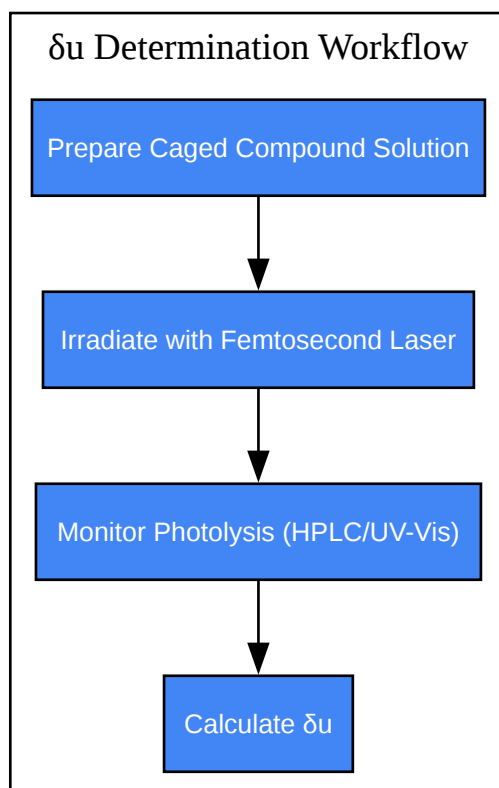 δu Determination Workflow
Prepare Caged Compound Solution
Irradiate with Femtosecond Laser
Monitor Photolysis (HPLC/UV-Vis)
Calculate δu